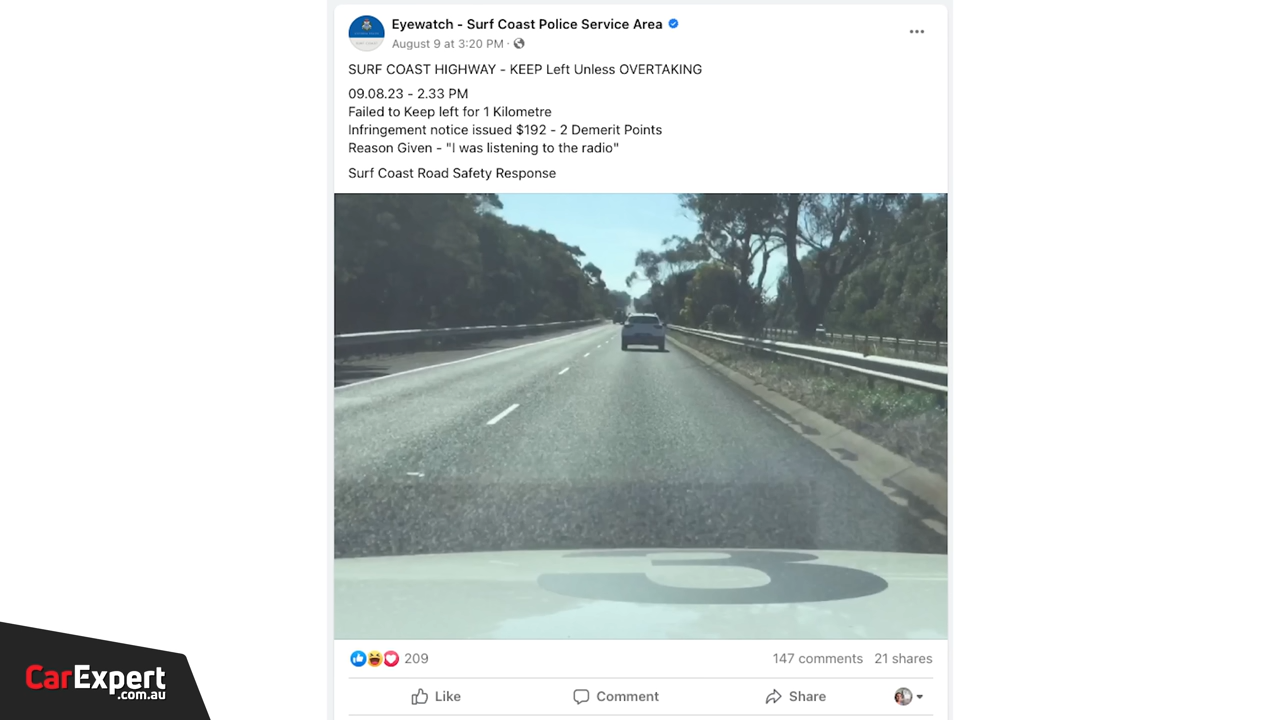 Eyewatch - Surf Coast Police Service Area
August 9 at 3:20 PM ·
SURF COAST HIGHWAY - KEEP Left Unless OVERTAKING
09.08.23 - 2.33 PM
Failed to Keep left for 1 Kilometre
Infringement notice issued $192 - 2 Demerit Points
Reason Given - "I was listening to the radio"
Surf Coast Road Safety Response
3
209
147 comments 21 shares
Like Comment Share
CarExpert
.com.au